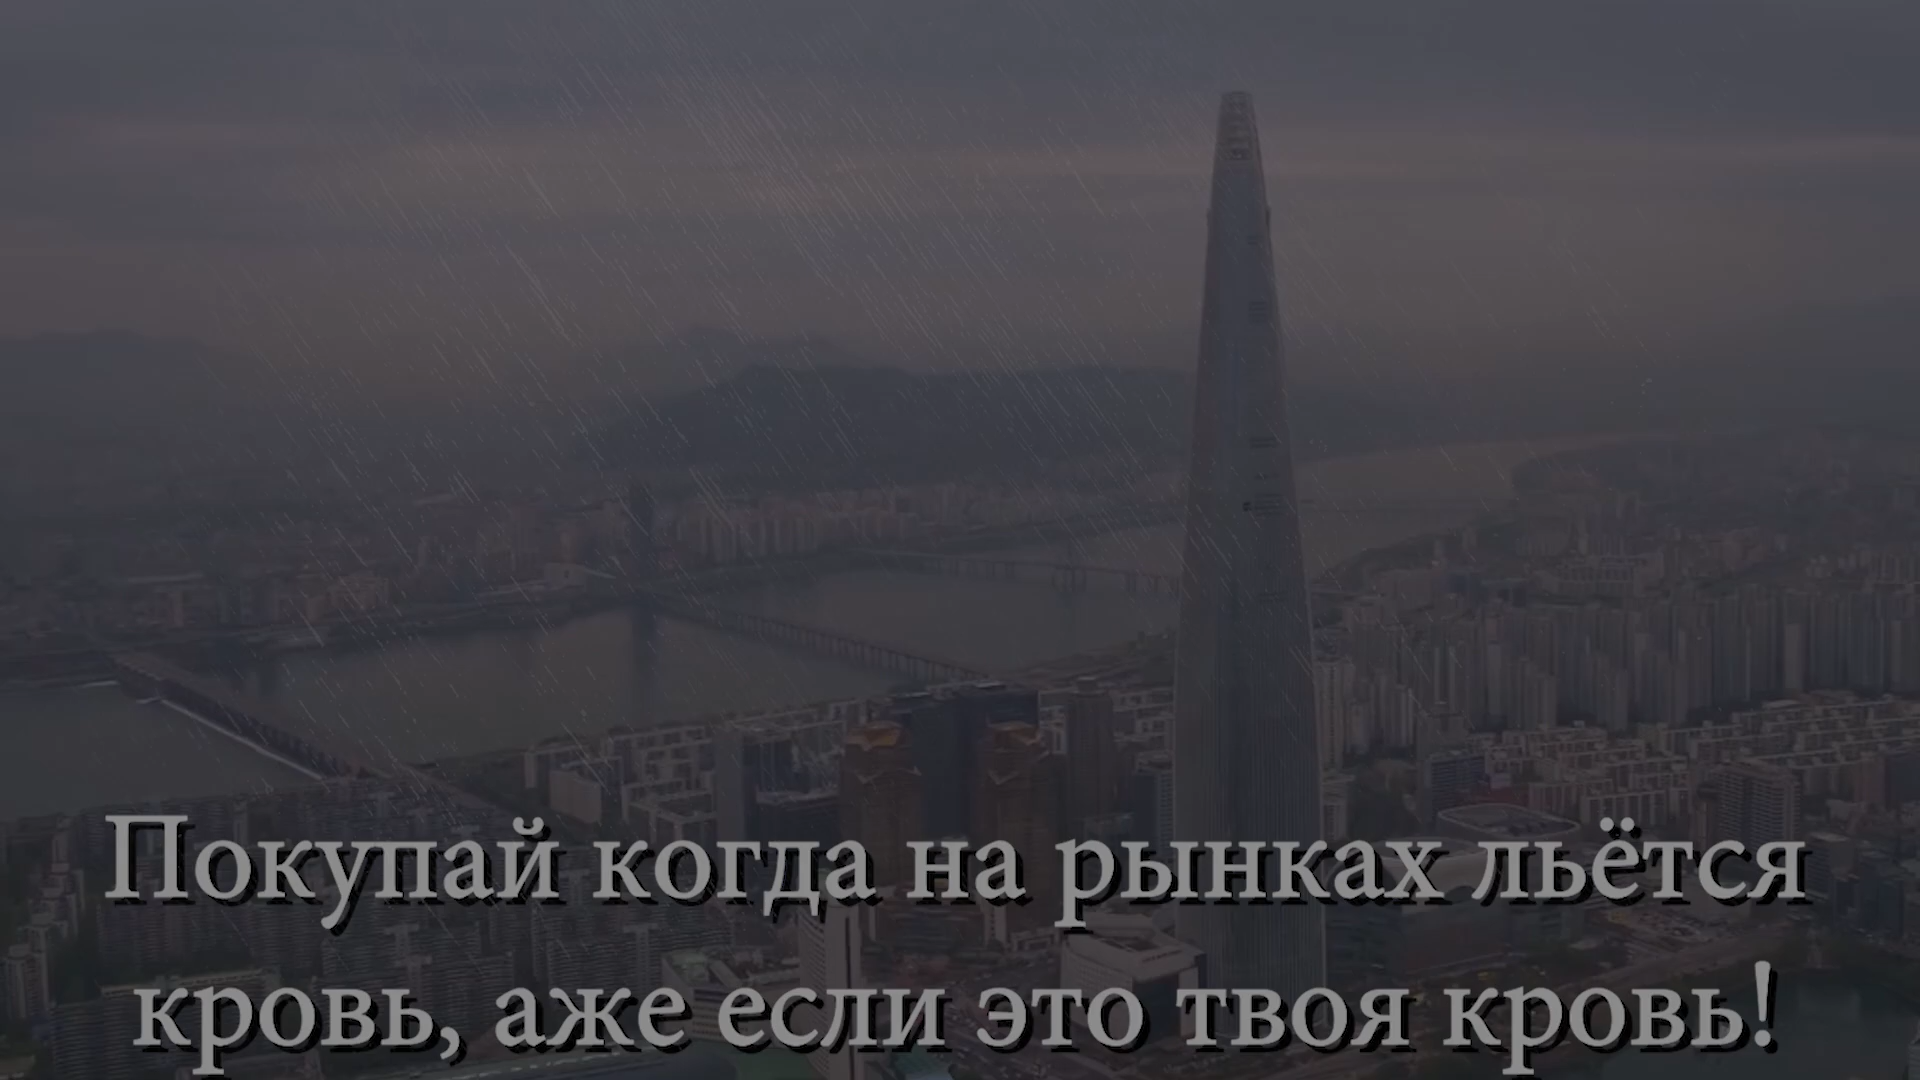 Покупай когда на рынках льётся
кровь, аже если это твоя кровь!